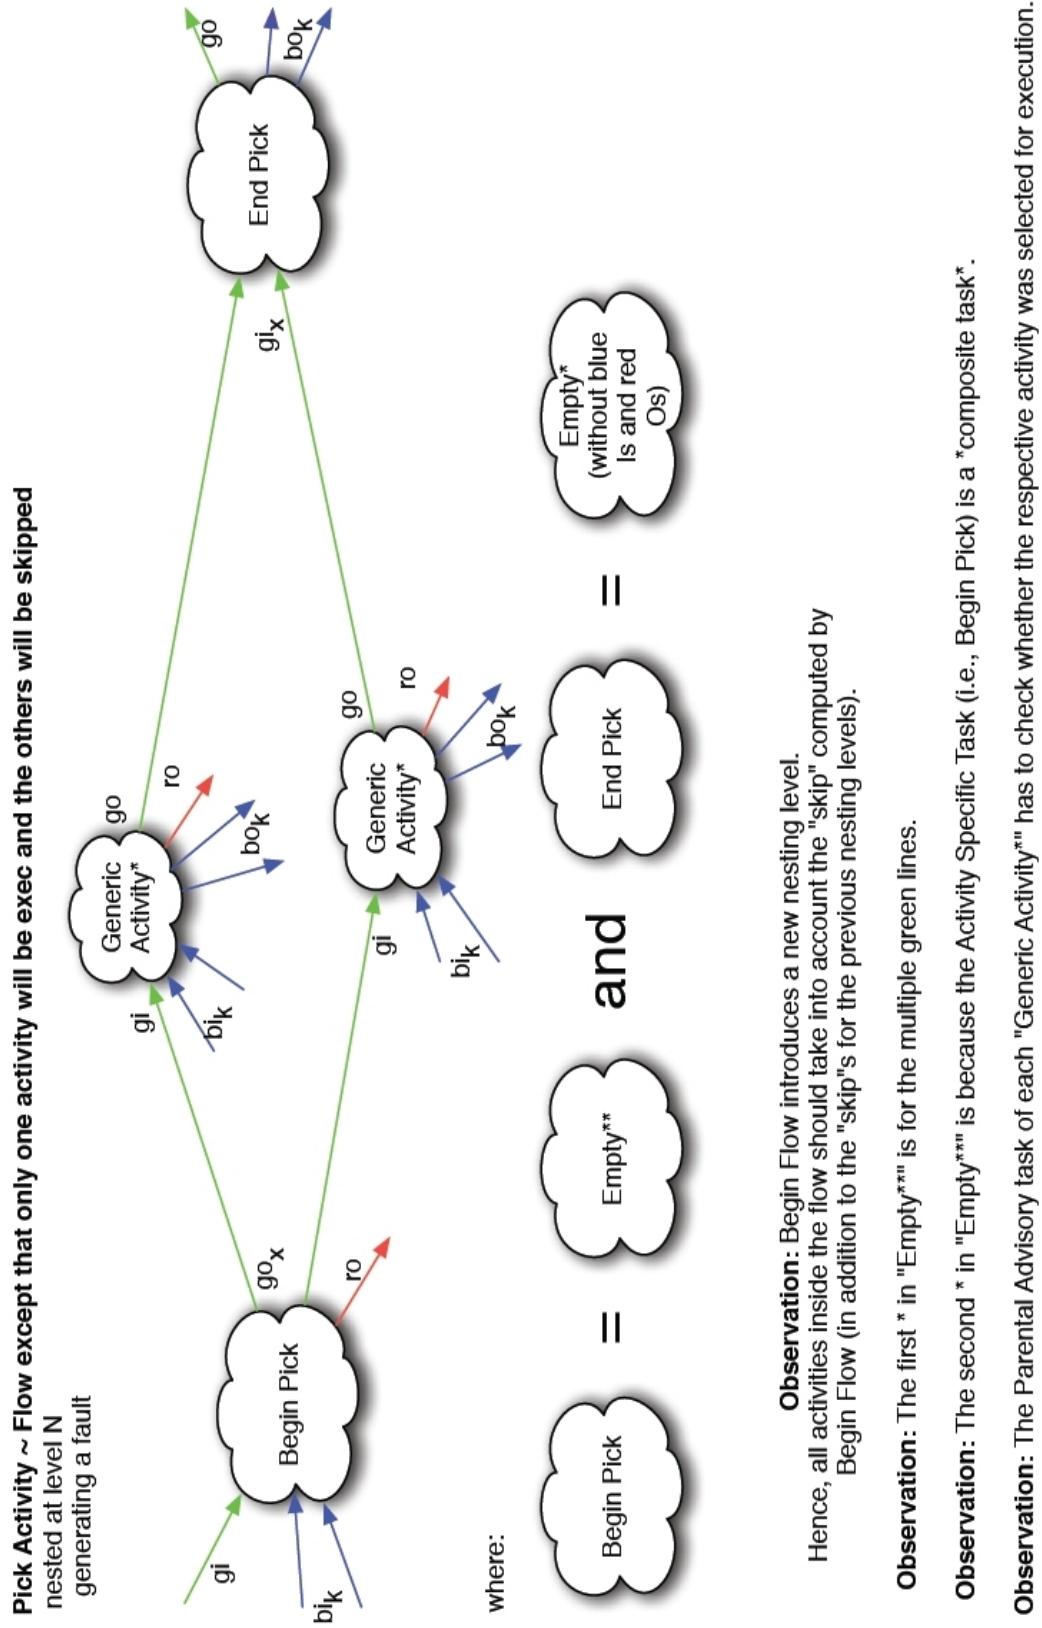 Pick Activity ~ Flow except that only one activity will be exec and the others will be skipped
nested at level N
generating a fault
gi
bik
Begin Pick
gox
ro
gi
bik
Generic
Activity*
go
ro
bok
gi
bik
Generic
Activity*
go
ro
bok
gix
End Pick
go
bok
where:
Begin Pick
=
Empty**
and
End Pick
=
Empty*
(without blue
Is and red
Os)
Observation: Begin Flow introduces a new nesting level.
Hence, all activities inside the flow should take into account the "skip" computed by
Begin Flow (in addition to the "skip"s for the previous nesting levels).
Observation: The first * in "Empty**" is for the multiple green lines.
Observation: The second * in "Empty**" is because the Activity Specific Task (i.e., Begin Pick) is a *composite task*.
Observation: The Parental Advisory task of each "Generic Activity*" has to check whether the respective activity was selected for execution.